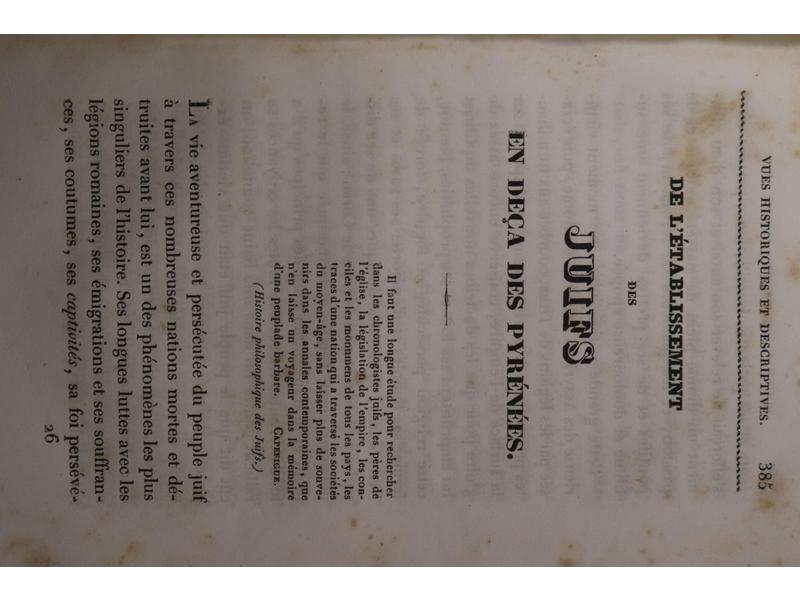 VUES HISTORIQUES ET DESCRIPTIVES. 385
DE L'ÉTABLISSEMENT
DES
JUIFS
EN DEÇA DES PYRÉNÉES.
Il faut une longue étude pour rechercher
dans les chronologistes juifs, les pères de
l'église, la législation de l'empire, les con-
ciles et les monumens de tous les pays, les
traces d'une nation qui a traversé les sociétés
du moyen-âge, sans laisser plus de souve-
nirs dans les annales contemporaines, que
n'en laisse un voyageur dans la mémoire
d'une peuplade barbare. CAPEFIGUE.
(Histoire philosophique des Juifs.)
LA vie aventureuse et persécutée du peuple juif
à travers ces nombreuses nations mortes et dé-
truites avant lui, est un des phénomènes les plus
singuliers de l'histoire. Ses longues luttes avec les
légions romaines, ses émigrations et ses souffran-
ces, ses coutumes, ses captivités, sa foi persévé-
26